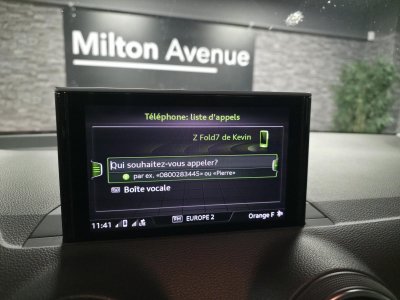 Milton Avenue
Téléphone: liste d'appels
Z Fold7 de Kevin
Qui souhaitez-vous appeler?
par ex. «0800283445» ou «Pierre»
Boîte vocale
11:41
EUROPE 2
Orange F